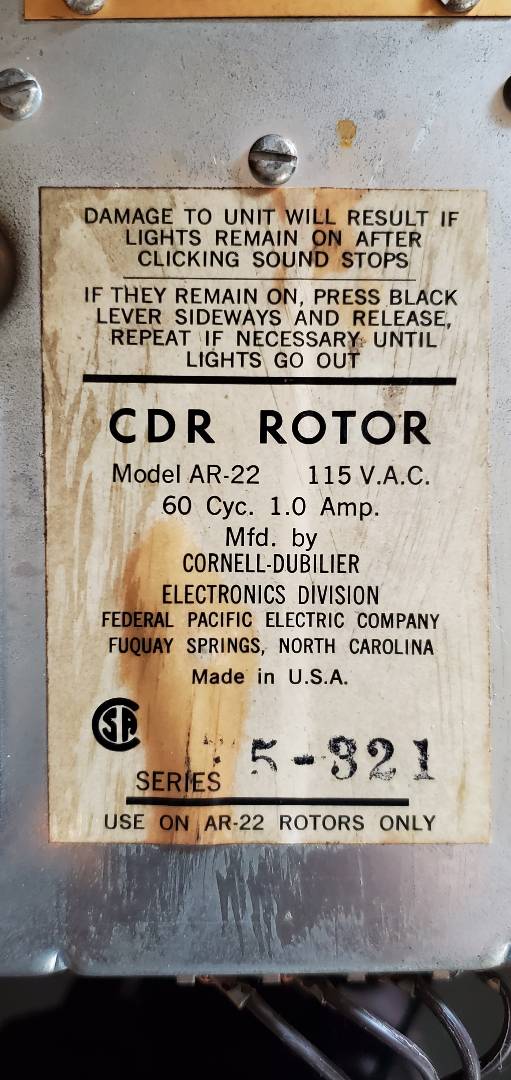 DAMAGE TO UNIT WILL RESULT IF
LIGHTS REMAIN ON AFTER
CLICKING SOUND STOPS
IF THEY REMAIN ON, PRESS BLACK
LEVER SIDEWAYS AND RELEASE,
REPEAT IF NECESSARY UNTIL
LIGHTS GO OUT
CDR ROTOR
Model AR-22 115 V.A.C.
60 Cyc. 1.0 Amp.
Mfd. by
CORNELL-DUBILIER
ELECTRONICS DIVISION
FEDERAL PACIFIC ELECTRIC COMPANY
FUQUAY SPRINGS, NORTH CAROLINA
Made in U.S.A.
SA
SERIES 5-321
USE ON AR-22 ROTORS ONLY